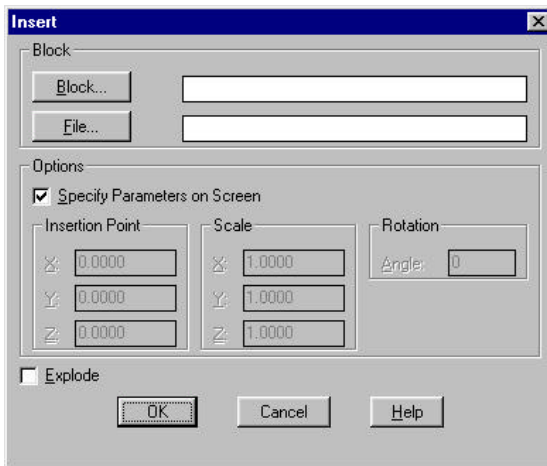 Insert
Block
Block...
File...
Options
Specify Parameters on Screen
Insertion Point Scale Rotation
X: 0.0000 X: 1.0000 Angle: 0
Y: 0.0000 Y: 1.0000
Z: 0.0000 Z: 1.0000
Explode
OK Cancel Help